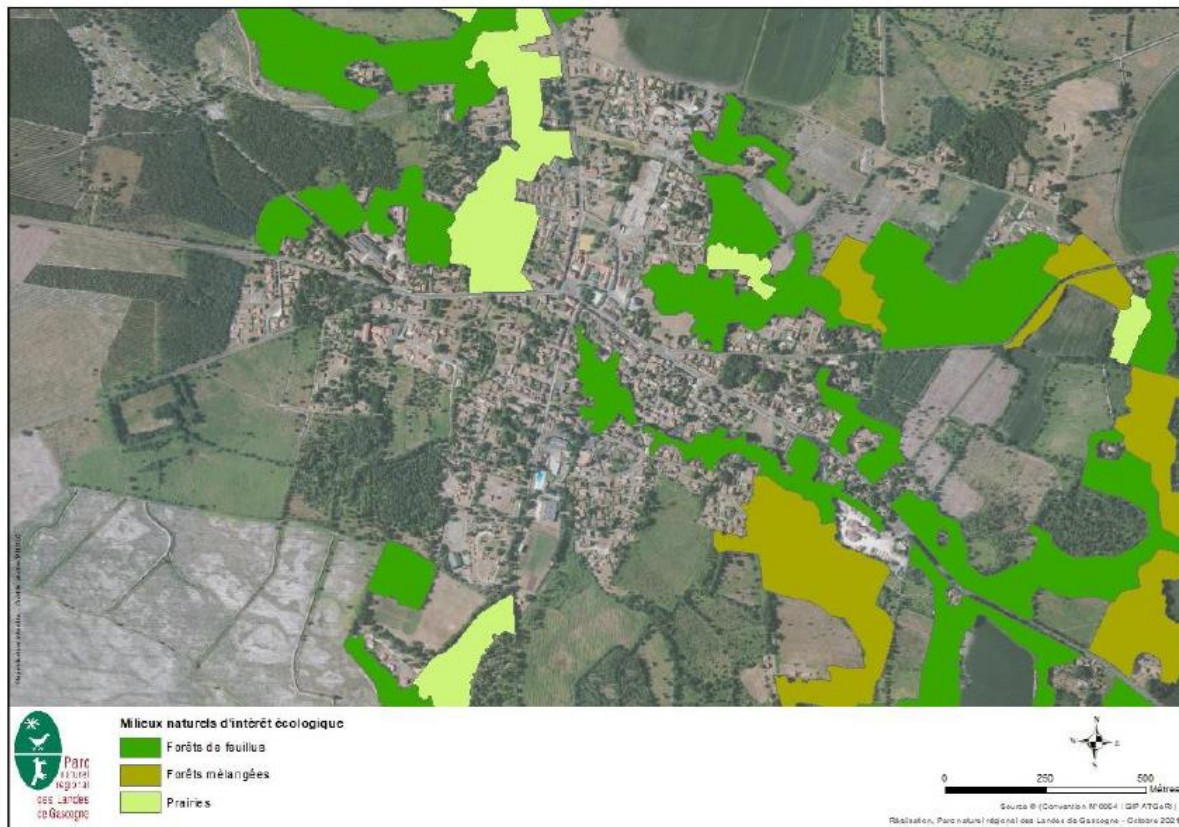 Milieux naturels d'intérêt écologique
Forêts de feuillus
Forêts mélangées
Prairies
Parc
naturel
régional
des Landes
de Gascogne
N
E
0 250 500
Mètres
Réalisation, Parc naturel régional des Landes de Gascogne - Octobre 2021